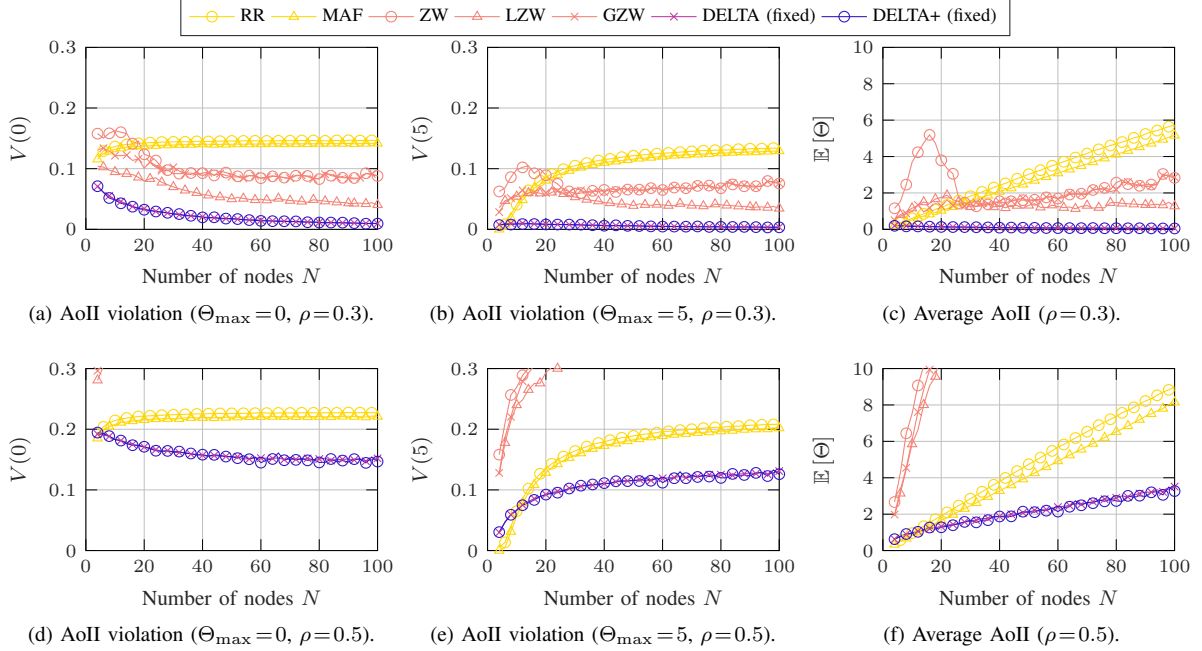 RR MAF ZW LZW GZW DELTA (fixed) DELTA+ (fixed)
0.3
0.2
0.1
0
V(0)
0 20 40 60 80 100
Number of nodes N
(a) AoII violation (Θmax=0, ρ=0.3).
0.3
0.2
0.1
0
V(5)
0 20 40 60 80 100
Number of nodes N
(b) AoII violation (Θmax=5, ρ=0.3).
10
8
6
4
2
0
𝔼[Θ]
0 20 40 60 80 100
Number of nodes N
(c) Average AoII (ρ=0.3).
0.3
0.2
0.1
0
V(0)
0 20 40 60 80 100
Number of nodes N
(d) AoII violation (Θmax=0, ρ=0.5).
0.3
0.2
0.1
0
V(5)
0 20 40 60 80 100
Number of nodes N
(e) AoII violation (Θmax=5, ρ=0.5).
10
8
6
4
2
0
𝔼[Θ]
0 20 40 60 80 100
Number of nodes N
(f) Average AoII (ρ=0.5).